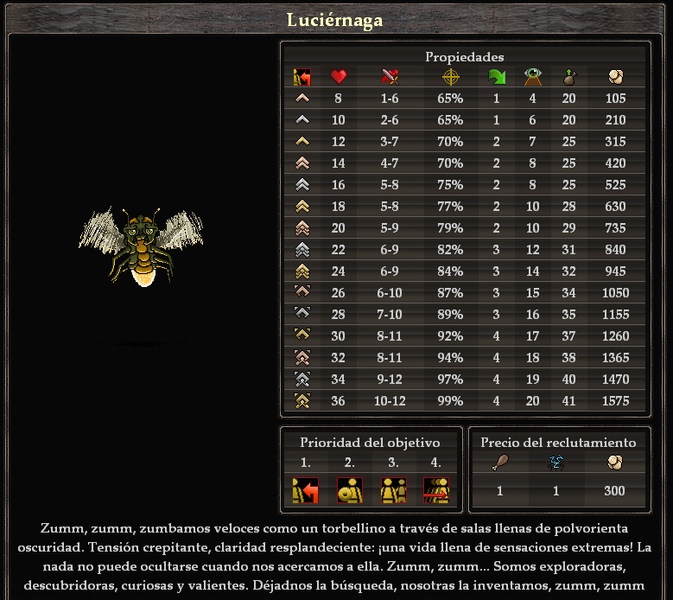 Luciérnaga
Propiedades
8 1-6 65% 1 4 20 105
10 2-6 65% 1 6 20 210
12 3-7 70% 2 7 25 315
14 4-7 70% 2 8 25 420
16 5-8 75% 2 8 25 525
18 5-8 77% 2 10 28 630
20 5-9 79% 2 10 29 735
22 6-9 82% 3 12 31 840
24 6-9 84% 3 14 32 945
26 6-10 87% 3 15 34 1050
28 7-10 89% 3 16 35 1155
30 8-11 92% 4 17 37 1260
32 8-11 94% 4 18 38 1365
34 9-12 97% 4 19 40 1470
36 10-12 99% 4 20 41 1575
Prioridad del objetivo
1. 2. 3. 4.
Precio del reclutamiento
1 1 300
Zumm, zumm, zumbamos veloces como un torbellino a través de salas llenas de polvorienta
oscuridad. Tensión crepitante, claridad resplandeciente: ¡una vida llena de sensaciones extremas! La
nada no puede ocultarse cuando nos acercamos a ella. Zumm, zumm... Somos exploradoras,
descubridoras, curiosas y valientes. Déjadnos la búsqueda, nosotras la inventamos, zumm, zumm